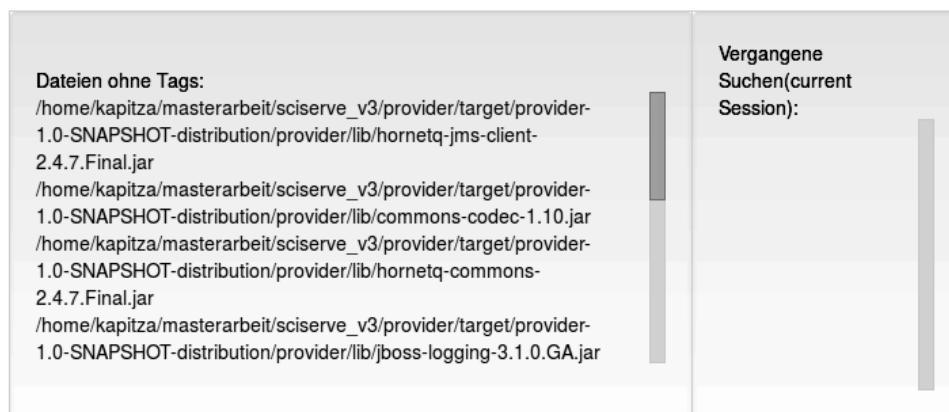 Dateien ohne Tags:
/home/kapitza/masterarbeit/sciserve_v3/provider/target/provider-
1.0-SNAPSHOT-distribution/provider/lib/hornetq-jms-client-
2.4.7.Final.jar
/home/kapitza/masterarbeit/sciserve_v3/provider/target/provider-
1.0-SNAPSHOT-distribution/provider/lib/commons-codec-1.10.jar
/home/kapitza/masterarbeit/sciserve_v3/provider/target/provider-
1.0-SNAPSHOT-distribution/provider/lib/hornetq-commons-
2.4.7.Final.jar
/home/kapitza/masterarbeit/sciserve_v3/provider/target/provider-
1.0-SNAPSHOT-distribution/provider/lib/jboss-logging-3.1.0.GA.jar
Vergangene
Suchen(current
Session):